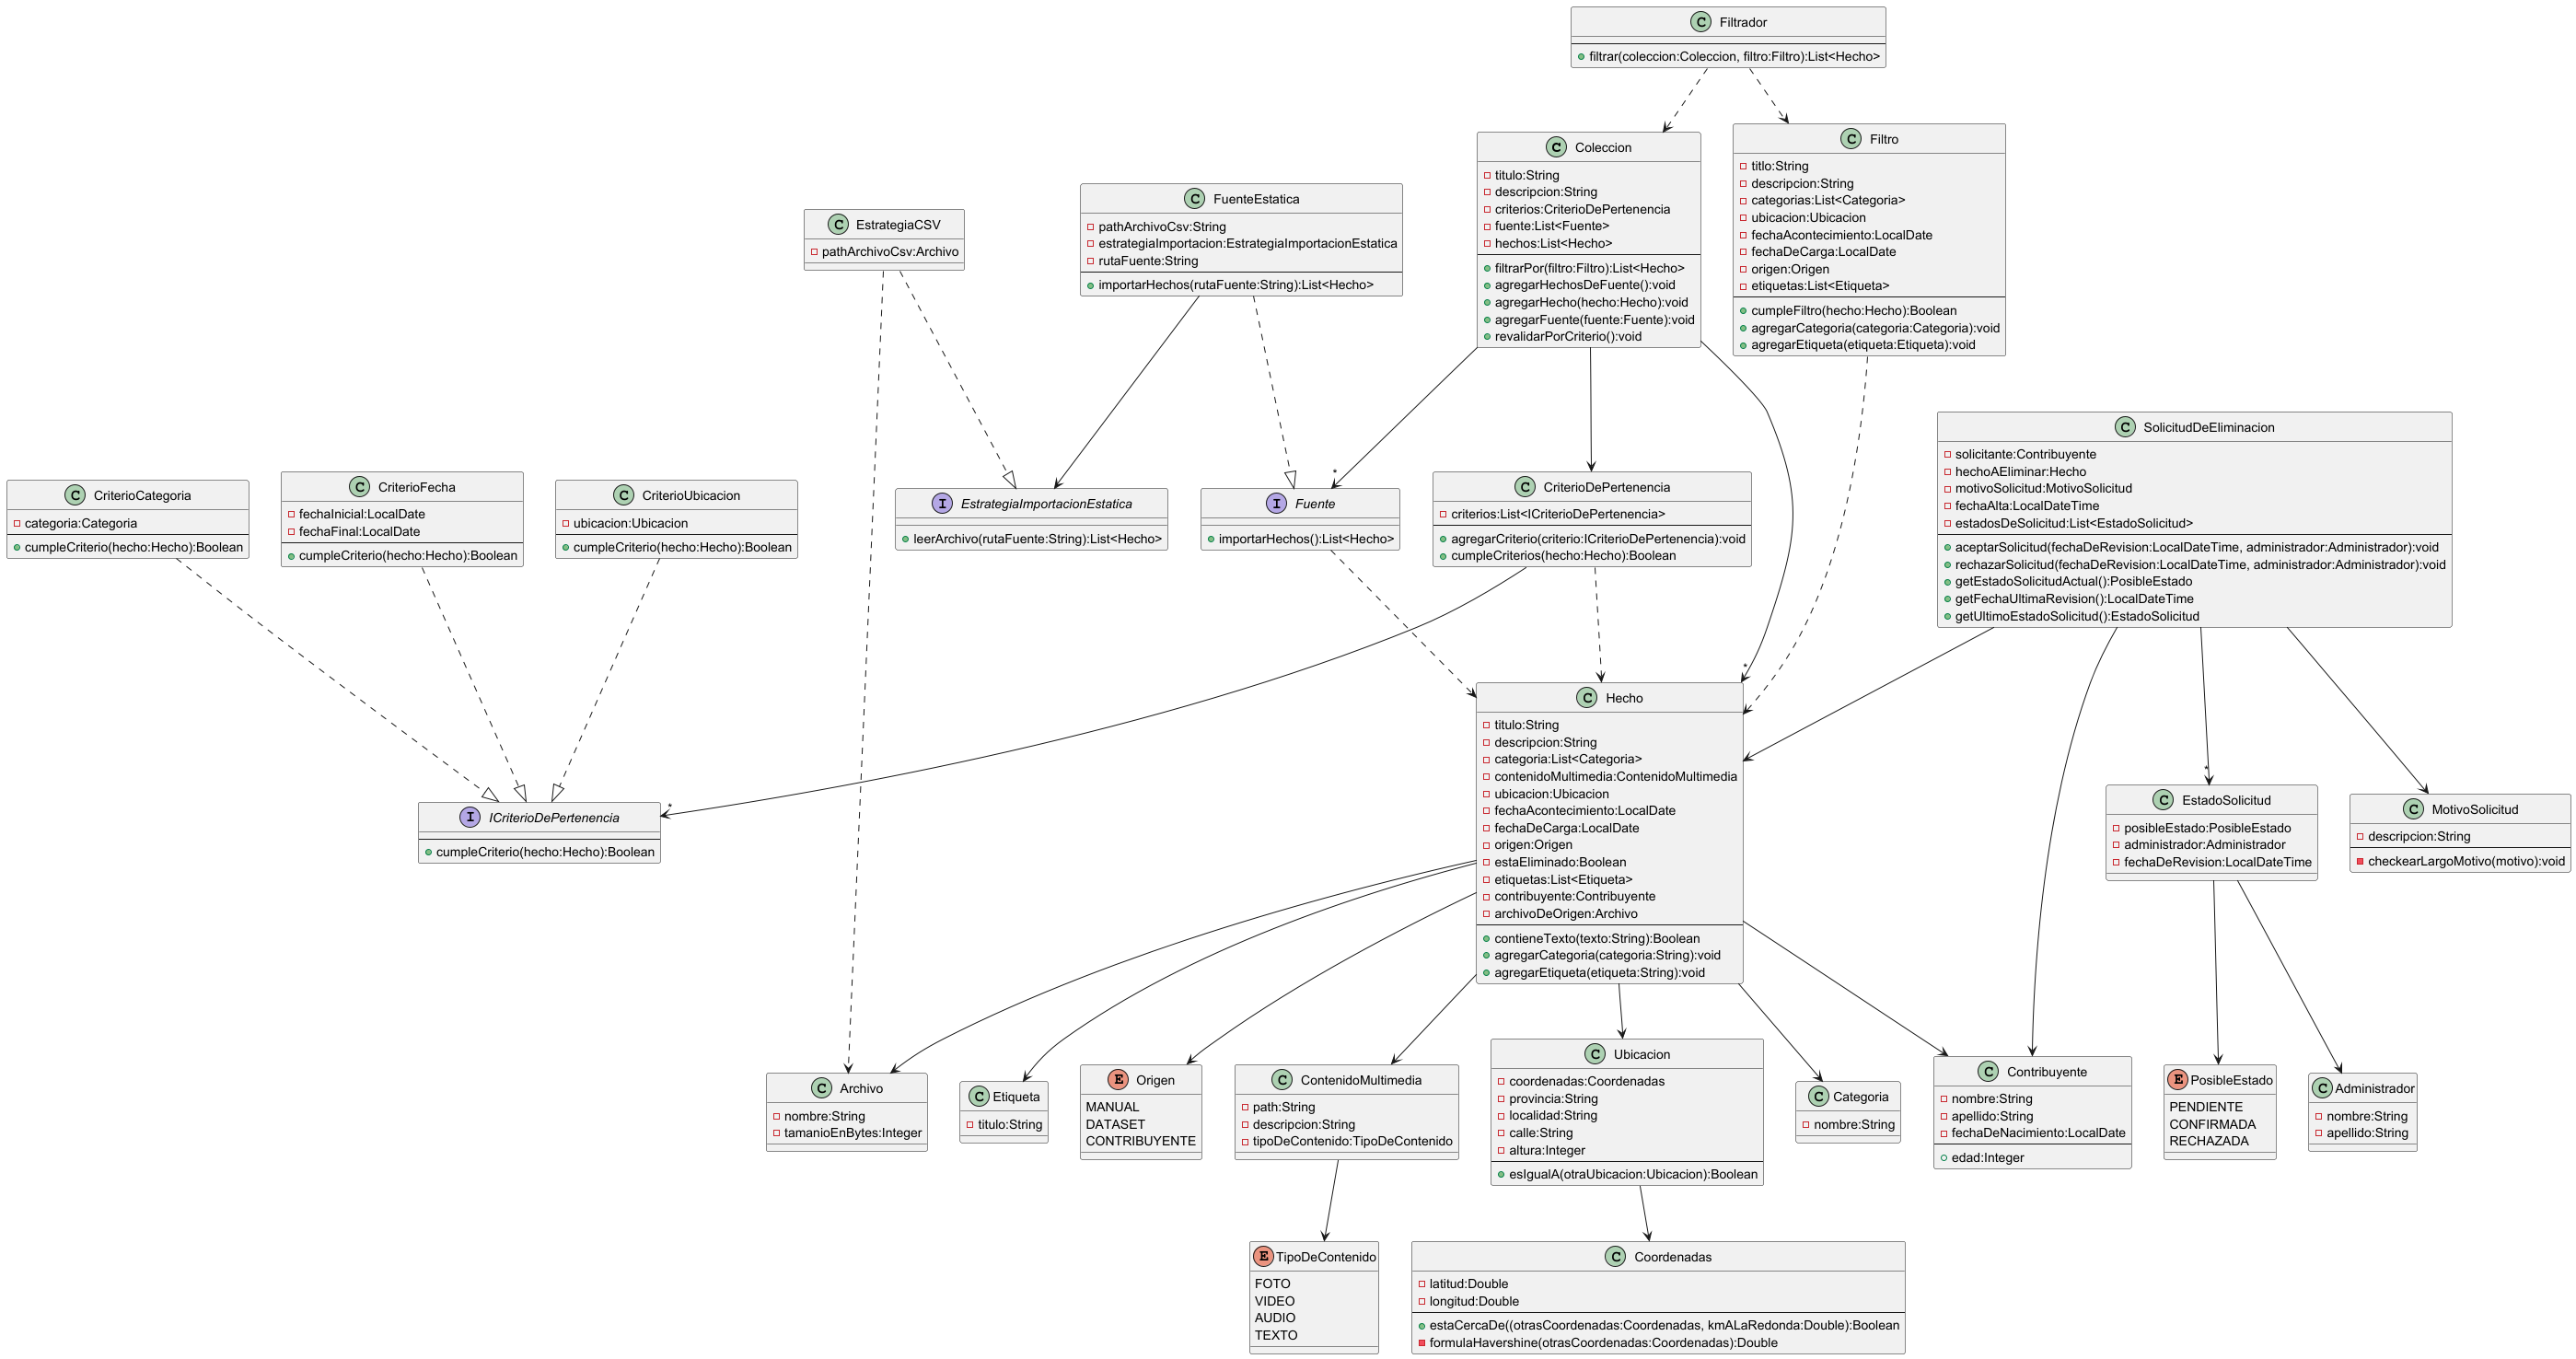 C Filtrador
filtrar(coleccion:Coleccion, filtro:Filtro):List<Hecho>
C Coleccion
titulo:String
descripcion:String
criterios:CriterioDePertenencia
fuente:List<Fuente>
hechos:List<Hecho>
filtrarPor(filtro:Filtro):List<Hecho>
agregarHechosDeFuente():void
agregarHecho(hecho:Hecho):void
agregarFuente(fuente:Fuente):void
revalidarPorCriterio():void
C Filtro
titlo:String
descripcion:String
categorias:List<Categoria>
ubicacion:Ubicacion
fechaAcontecimiento:LocalDate
fechaDeCarga:LocalDate
origen:Origen
etiquetas:List<Etiqueta>
cumpleFiltro(hecho:Hecho):Boolean
agregarCategoria(categoria:Categoria):void
agregarEtiqueta(etiqueta:Etiqueta):void
C EstrategiaCSV
pathArchivoCsv:Archivo
C FuenteEstatica
pathArchivoCsv:String
estrategiaImportacion:EstrategiaImportacionEstatica
rutaFuente:String
importarHechos(rutaFuente:String):List<Hecho>
C CriterioCategoria
categoria:Categoria
cumpleCriterio(hecho:Hecho):Boolean
C CriterioFecha
fechaInicial:LocalDate
fechaFinal:LocalDate
cumpleCriterio(hecho:Hecho):Boolean
C CriterioUbicacion
ubicacion:Ubicacion
cumpleCriterio(hecho:Hecho):Boolean
I EstrategiaImportacionEstatica
leerArchivo(rutaFuente:String):List<Hecho>
*
I Fuente
importarHechos():List<Hecho>
C CriterioDePertenencia
criterios:List<ICriterioDePertenencia>
agregarCriterio(criterio:ICriterioDePertenencia):void
cumpleCriterios(hecho:Hecho):Boolean
C SolicitudDeEliminacion
solicitante:Contribuyente
hechoAEliminar:Hecho
motivoSolicitud:MotivoSolicitud
fechaAlta:LocalDateTime
estadosDeSolicitud:List<EstadoSolicitud>
aceptarSolicitud(fechaDeRevision:LocalDateTime, administrador:Administrador):void
rechazarSolicitud(fechaDeRevision:LocalDateTime, administrador:Administrador):void
getEstadoSolicitudActual():PosibleEstado
getFechaUltimaRevision():LocalDateTime
getUltimoEstadoSolicitud():EstadoSolicitud
*
I ICriterioDePertenencia
cumpleCriterio(hecho:Hecho):Boolean
*
C Hecho
titulo:String
descripcion:String
categoria:List<Categoria>
contenidoMultimedia:ContenidoMultimedia
ubicacion:Ubicacion
fechaAcontecimiento:LocalDate
fechaDeCarga:LocalDate
origen:Origen
estaEliminado:Boolean
etiquetas:List<Etiqueta>
contribuyente:Contribuyente
archivoDeOrigen:Archivo
contieneTexto(texto:String):Boolean
agregarCategoria(categoria:String):void
agregarEtiqueta(etiqueta:String):void
*
C EstadoSolicitud
posibleEstado:PosibleEstado
administrador:Administrador
fechaDeRevision:LocalDateTime
C MotivoSolicitud
descripcion:String
checkearLargoMotivo(motivo):void
C Archivo
nombre:String
tamanioEnBytes:Integer
C Etiqueta
titulo:String
E Origen
MANUAL
DATASET
CONTRIBUYENTE
C ContenidoMultimedia
path:String
descripcion:String
tipoDeContenido:TipoDeContenido
C Ubicacion
coordenadas:Coordenadas
provincia:String
localidad:String
calle:String
altura:Integer
esIgualA(otraUbicacion:Ubicacion):Boolean
C Categoria
nombre:String
C Contribuyente
nombre:String
apellido:String
fechaDeNacimiento:LocalDate
edad:Integer
E PosibleEstado
PENDIENTE
CONFIRMADA
RECHAZADA
C Administrador
nombre:String
apellido:String
E TipoDeContenido
FOTO
VIDEO
AUDIO
TEXTO
C Coordenadas
latitud:Double
longitud:Double
estaCercaDe((otrasCoordenadas:Coordenadas, kmALaRedonda:Double):Boolean
formulaHavershine(otrasCoordenadas:Coordenadas):Double